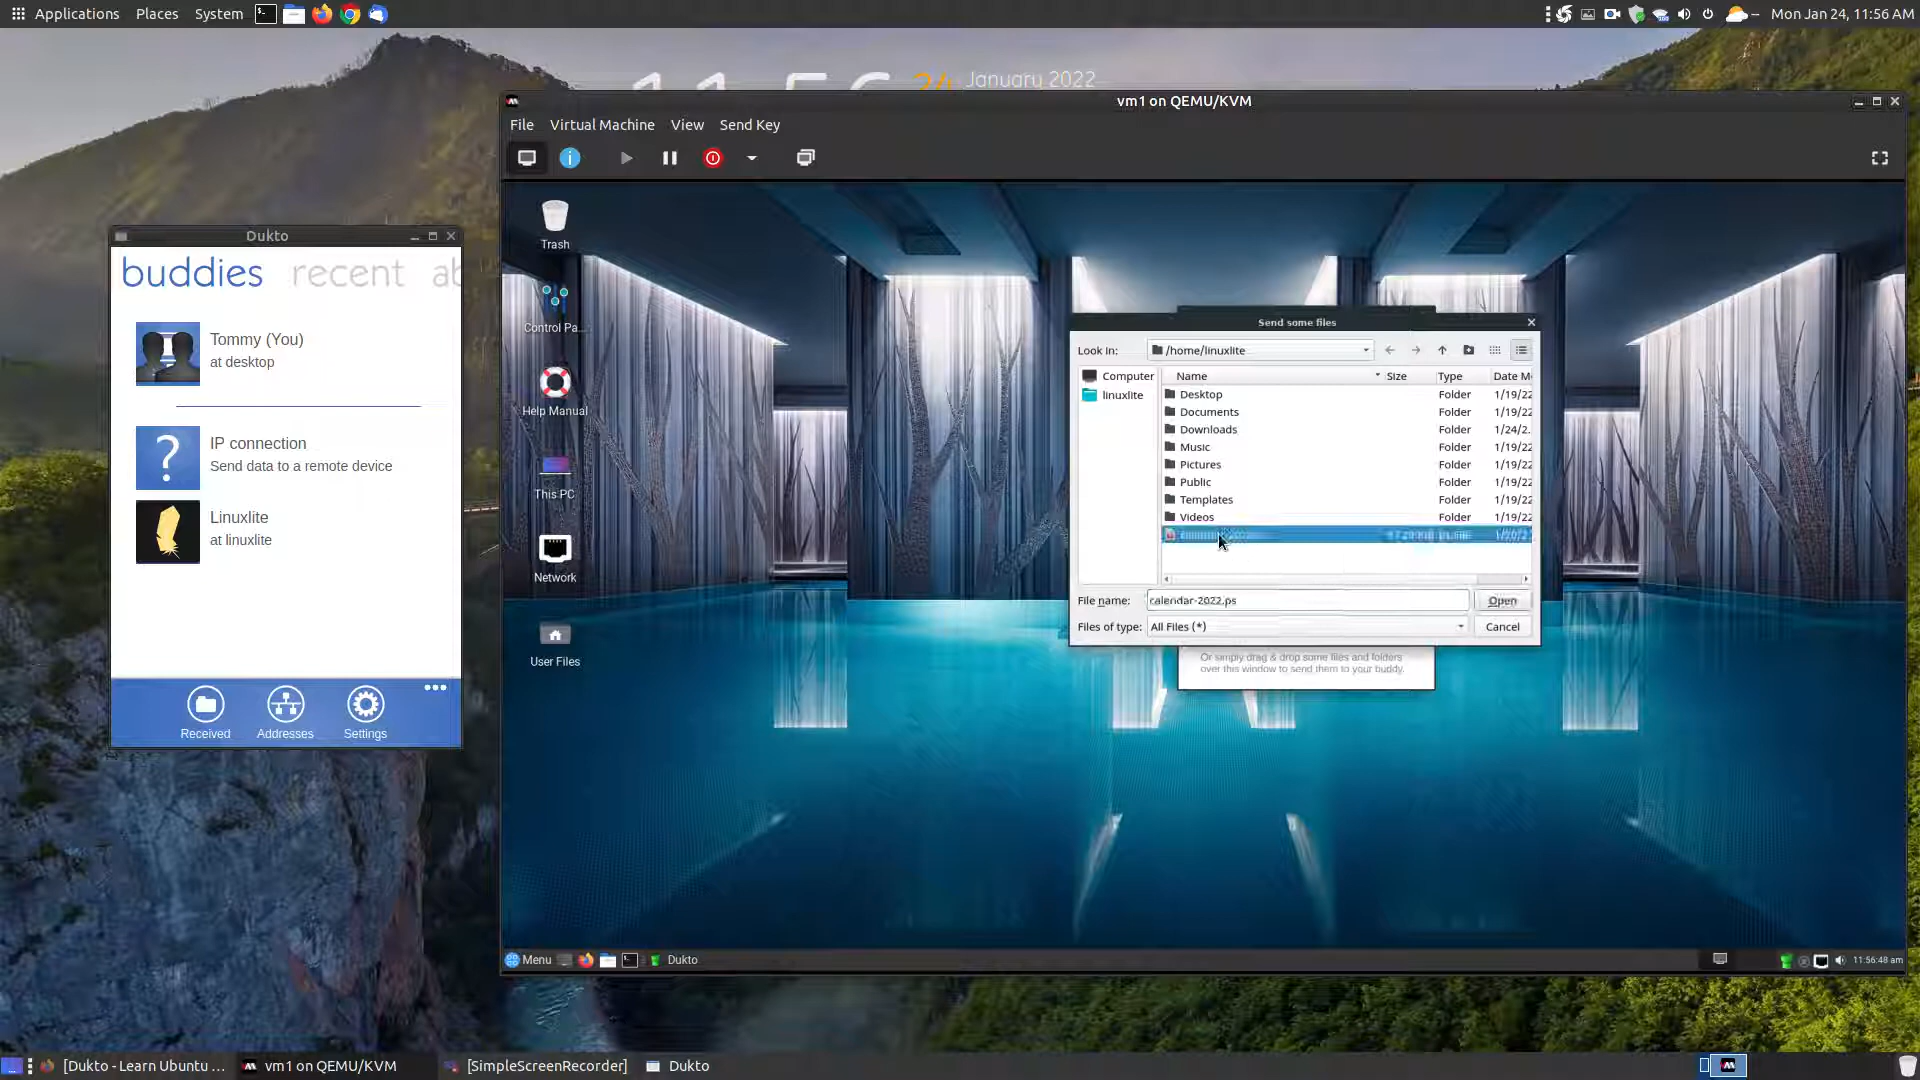 Applications Places System
Mon Jan 24, 11:56 AM
January 2022
vm1 on QEMU/KVM
File Virtual Machine View Send Key
Dukto
buddies recent ab
Tommy (You)
at desktop
IP connection
Send data to a remote device
Linuxlite
at linuxlite
Received Addresses Settings
Trash
Control Pa...
Help Manual
This PC
Network
User Files
Send some files
Look in: /home/linuxlite
Computer
linuxlite
Name Size Type Date M
Desktop Folder 1/19/22
Documents Folder 1/19/22
Downloads Folder 1/24/2
Music Folder 1/19/22
Pictures Folder 1/19/22
Public Folder 1/19/22
Templates Folder 1/19/22
Videos Folder 1/19/22
File name: calendar-2022.ps Open
Files of type: All Files (*) Cancel
Or simply drag & drop some files and folders
over this window to send them to your buddy.
Menu Dukto 11:56:48 am
[Dukto - Learn Ubuntu ... vm1 on QEMU/KVM [SimpleScreenRecorder] Dukto